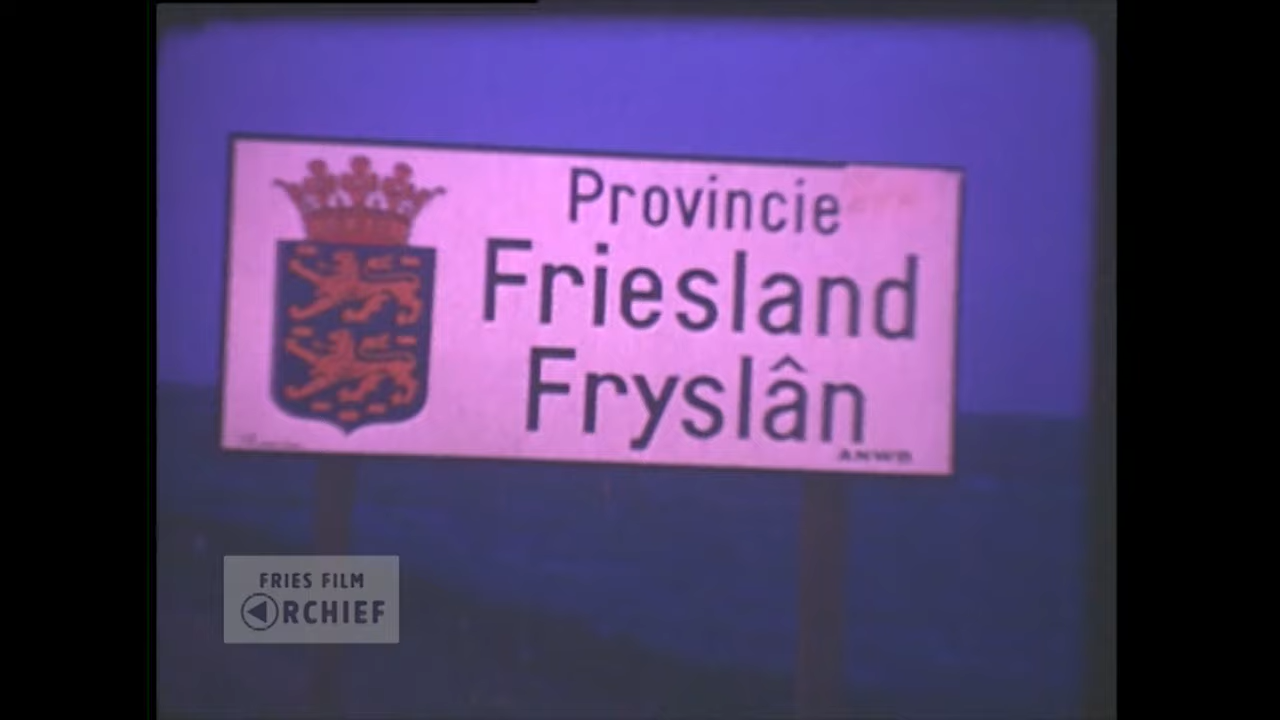 Provincie
Friesland
Fryslân
ANWB
FRIES FILM
ARCHIEF